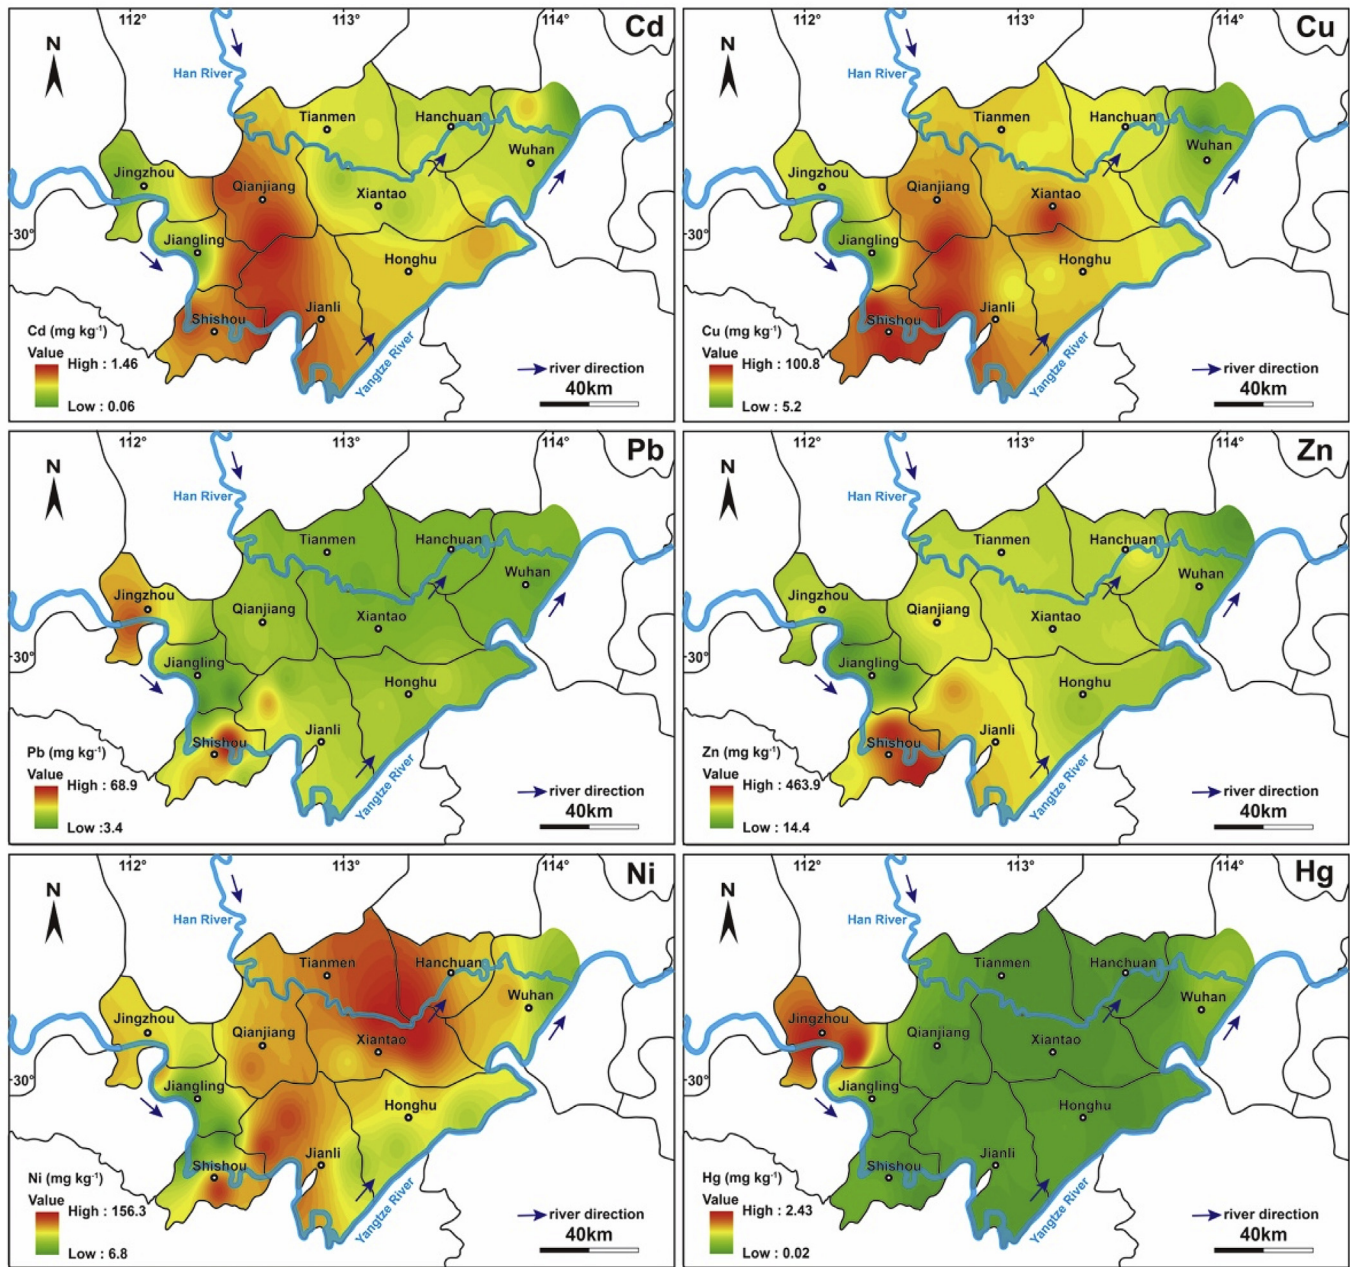 112° 113° 114° Cd
N
Han River
Tianmen Hanchuan
Wuhan
Jingzhou
Qianjiang
Xiantao
30°
Jiangling
Honghu
Jianli
Shishou
Cd (mg kg⁻¹)
Value
High : 1.46
Low : 0.06
Yangtze River
river direction
40km
112° 113° 114° Cu
N
Han River
Tianmen Hanchuan
Wuhan
Jingzhou
Qianjiang
Xiantao
30°
Jiangling
Honghu
Jianli
Shishou
Cu (mg kg⁻¹)
Value
High : 100.8
Low : 5.2
Yangtze River
river direction
40km
112° 113° 114° Pb
N
Han River
Tianmen Hanchuan
Wuhan
Jingzhou
Qianjiang
Xiantao
30°
Jiangling
Honghu
Jianli
Shishou
Pb (mg kg⁻¹)
Value
High : 68.9
Low :3.4
Yangtze River
river direction
40km
112° 113° 114° Zn
N
Han River
Tianmen Hanchuan
Wuhan
Jingzhou
Qianjiang
Xiantao
30°
Jiangling
Honghu
Jianli
Shishou
Zn (mg kg⁻¹)
Value
High : 463.9
Low : 14.4
Yangtze River
river direction
40km
112° 113° 114° Ni
N
Han River
Tianmen Hanchuan
Wuhan
Jingzhou
Qianjiang
Xiantao
30°
Jiangling
Honghu
Jianli
Shishou
Ni (mg kg⁻¹)
Value
High : 156.3
Low : 6.8
Yangtze River
river direction
40km
112° 113° 114° Hg
N
Han River
Tianmen Hanchuan
Wuhan
Jingzhou
Qianjiang
Xiantao
30°
Jiangling
Honghu
Jianli
Shishou
Hg (mg kg⁻¹)
Value
High : 2.43
Low : 0.02
Yangtze River
river direction
40km